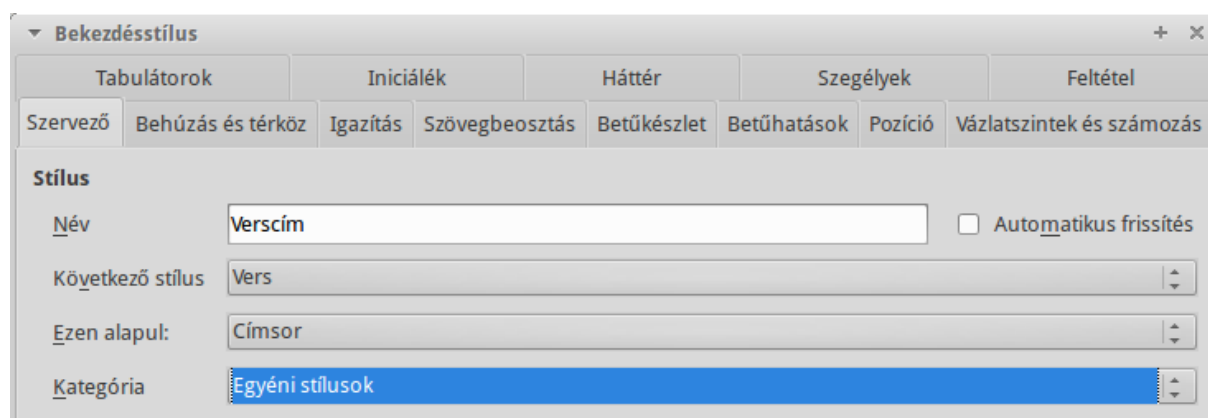 Bekezdésstílus
Tabulátorok Iniciálék Háttér Szegélyek Feltétel
Szervező Behúzás és térköz Igazítás Szövegbeosztás Betűkészlet Betűhatások Pozíció Vázlatszintek és számozás
Stílus
Név Verscím Automatikus frissítés
Következő stílus Vers
Ezen alapul: Címsor
Kategória Egyéni stílusok